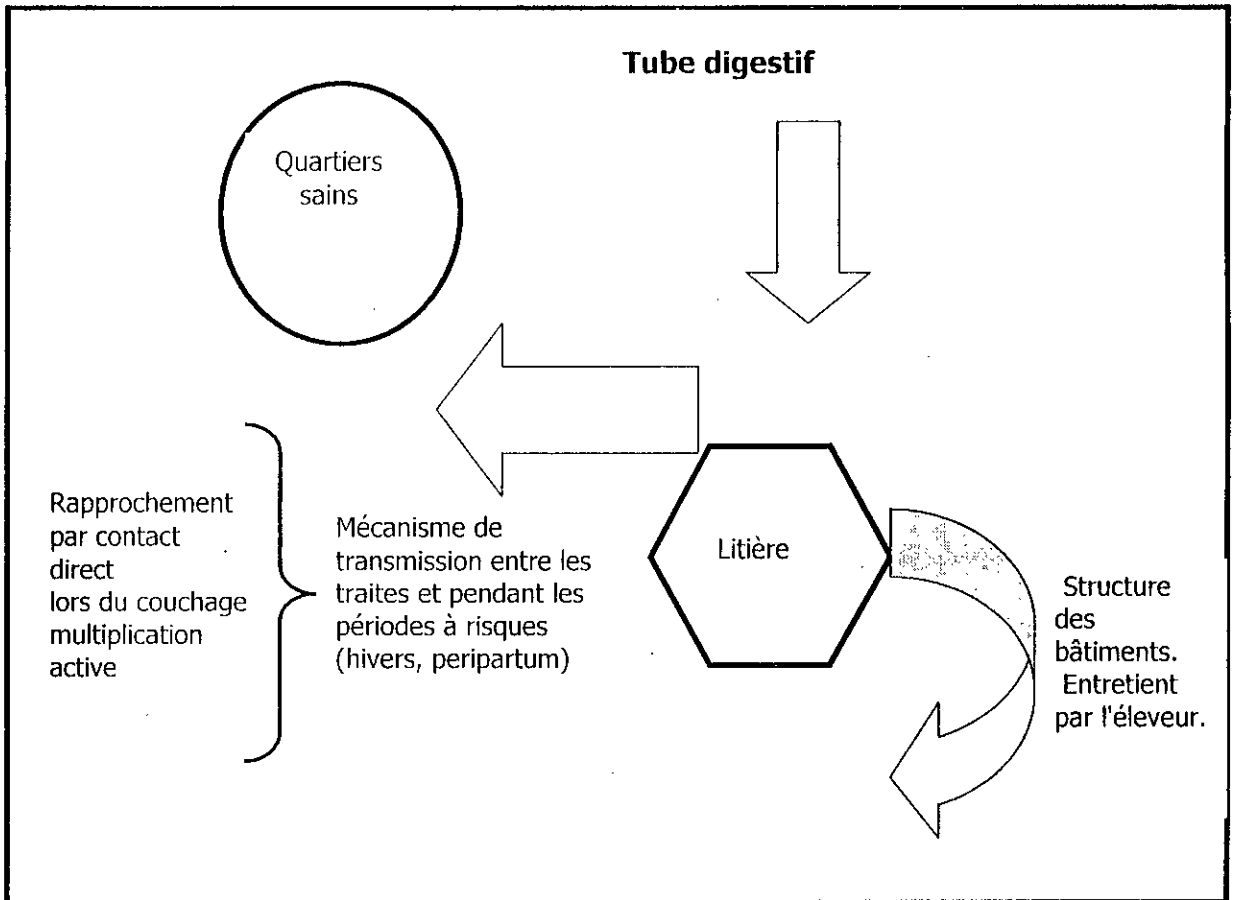 Tube digestif
Quartiers
sains
Rapprochement
par contact
direct
lors du couchage
multiplication
active
Mécanisme de
transmission entre les
traites et pendant les
périodes à risques
(hivers, peripartum)
Litière
Structure
des
bâtiments.
Entretient
par l'éleveur.